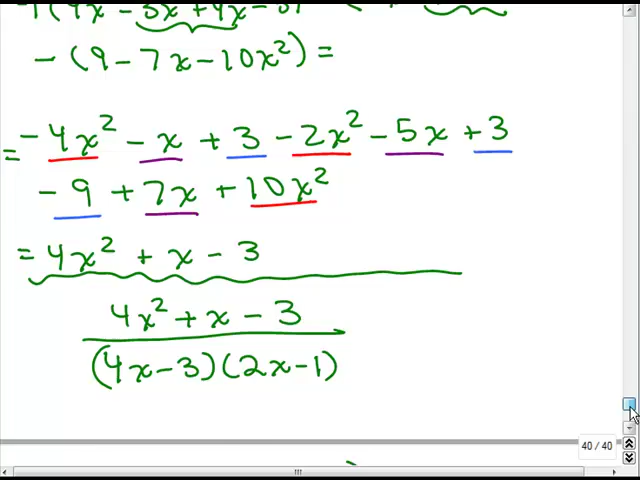 - (9 - 7x - 10x²) =
= -4x² - x + 3 - 2x² - 5x + 3
- 9 + 7x + 10x²
= 4x² + x - 3
4x² + x - 3
(4x-3)(2x-1)
40 / 40